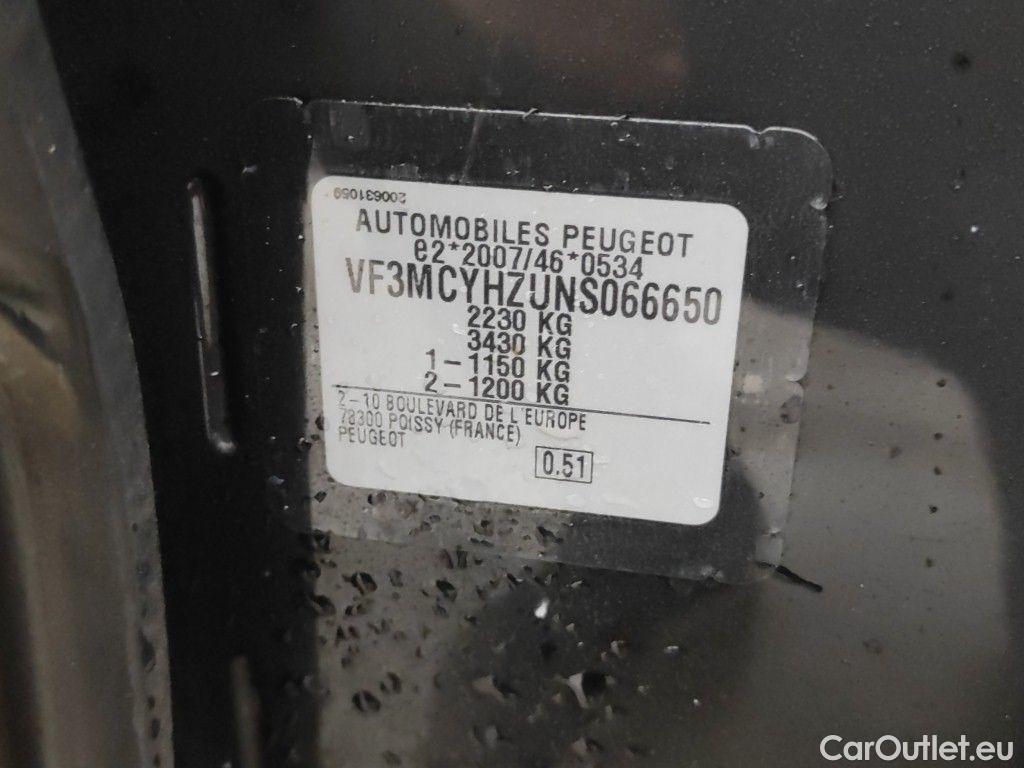 200631059
AUTOMOBILES PEUGEOT
e2*2007/46*0534
VF3MCYHZUNS066650
2230 KG
3430 KG
1-1150 KG
2-1200 KG
2-10 BOULEVARD DE L'EUROPE
78300 POISSY (FRANCE)
PEUGEOT
0.51
CarOutlet.eu